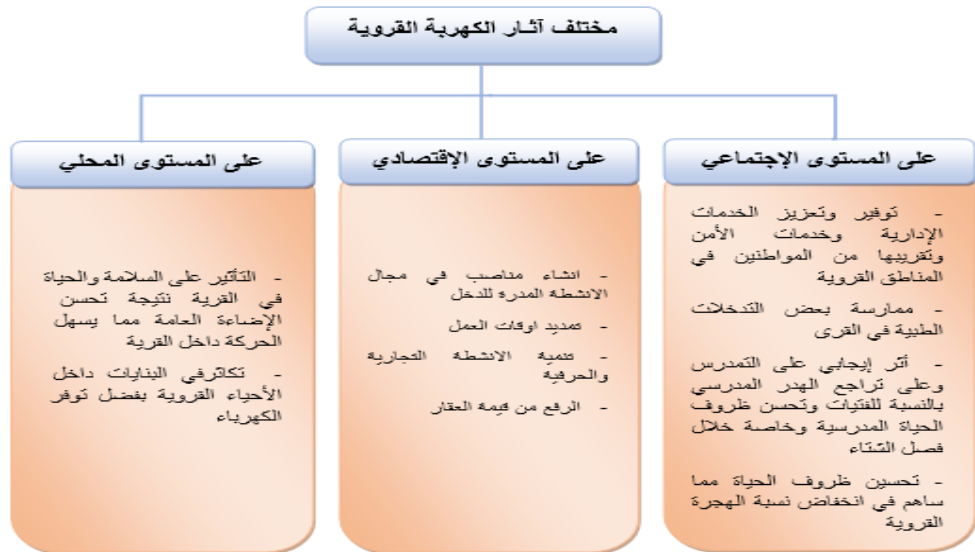 مختلف آثار الكهربة القروية
على المستوى الإجتماعي
- توفير وتعزيز الخدمات
الإدارية وخدمات الأمن
وتقريبها من المواطنين في
المناطق القروية
- ممارسة بعض التدخلات
الطبية في القرى
- أثر إيجابي على التمدرس
وعلى تراجع الهدر المدرسي
بالنسبة للفتيات وتحسن ظروف
الحياة المدرسية وخاصة خلال
فصل الشتاء
- تحسين ظروف الحياة مما
ساهم في انخفاض نسبة الهجرة
القروية
على المستوى الإقتصادي
- انشاء مناصب في مجال
الانشطة المدرة للدخل
- تمديد اوقات العمل
- تنمية الانشطة التجارية
والحرفية
- الرفع من قيمة العقار
على المستوى المحلي
- التأثير على السلامة والحياة
في القرية نتيجة تحسن
الإضاءة العامة مما يسهل
الحركة داخل القرية
- تكاثرفي البنايات داخل
الأحياء القروية بفضل توفر
الكهرباء